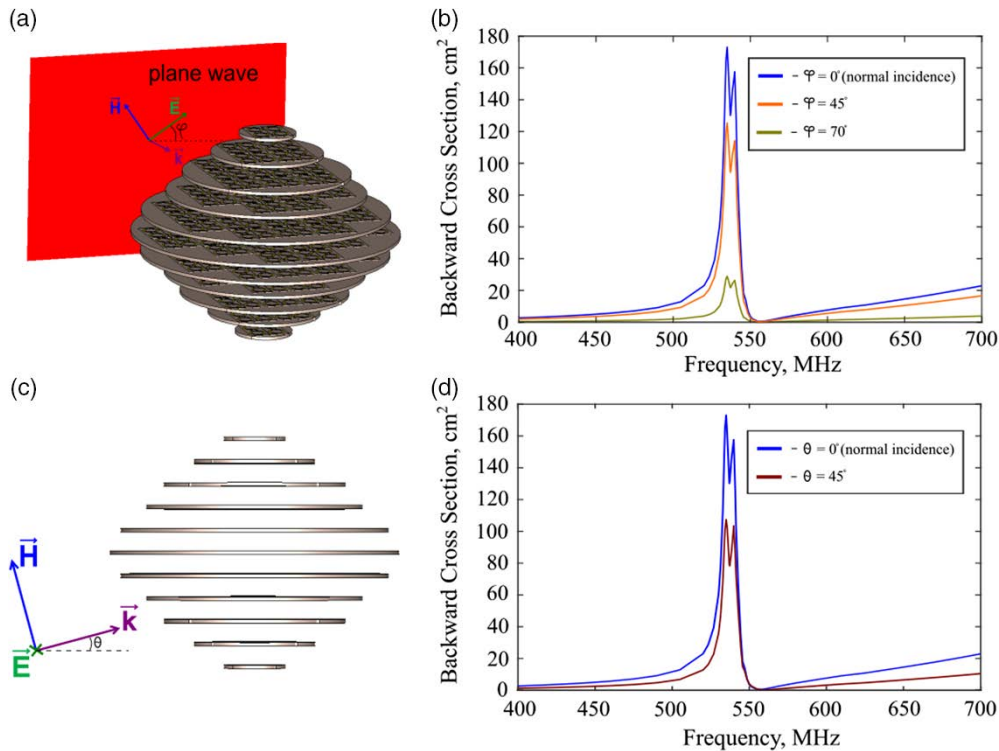 (a)
plane wave
H
E
φ
k
(b)
Backward Cross Section, cm²
180
160
140
120
100
80
60
40
20
0
400 450 500 550 600 650 700
Frequency, MHz
- φ = 0° (normal incidence)
- φ = 45°
- φ = 70°
(c)
H
k
E
θ
(d)
Backward Cross Section, cm²
180
160
140
120
100
80
60
40
20
0
400 450 500 550 600 650 700
Frequency, MHz
- θ = 0° (normal incidence)
- θ = 45°